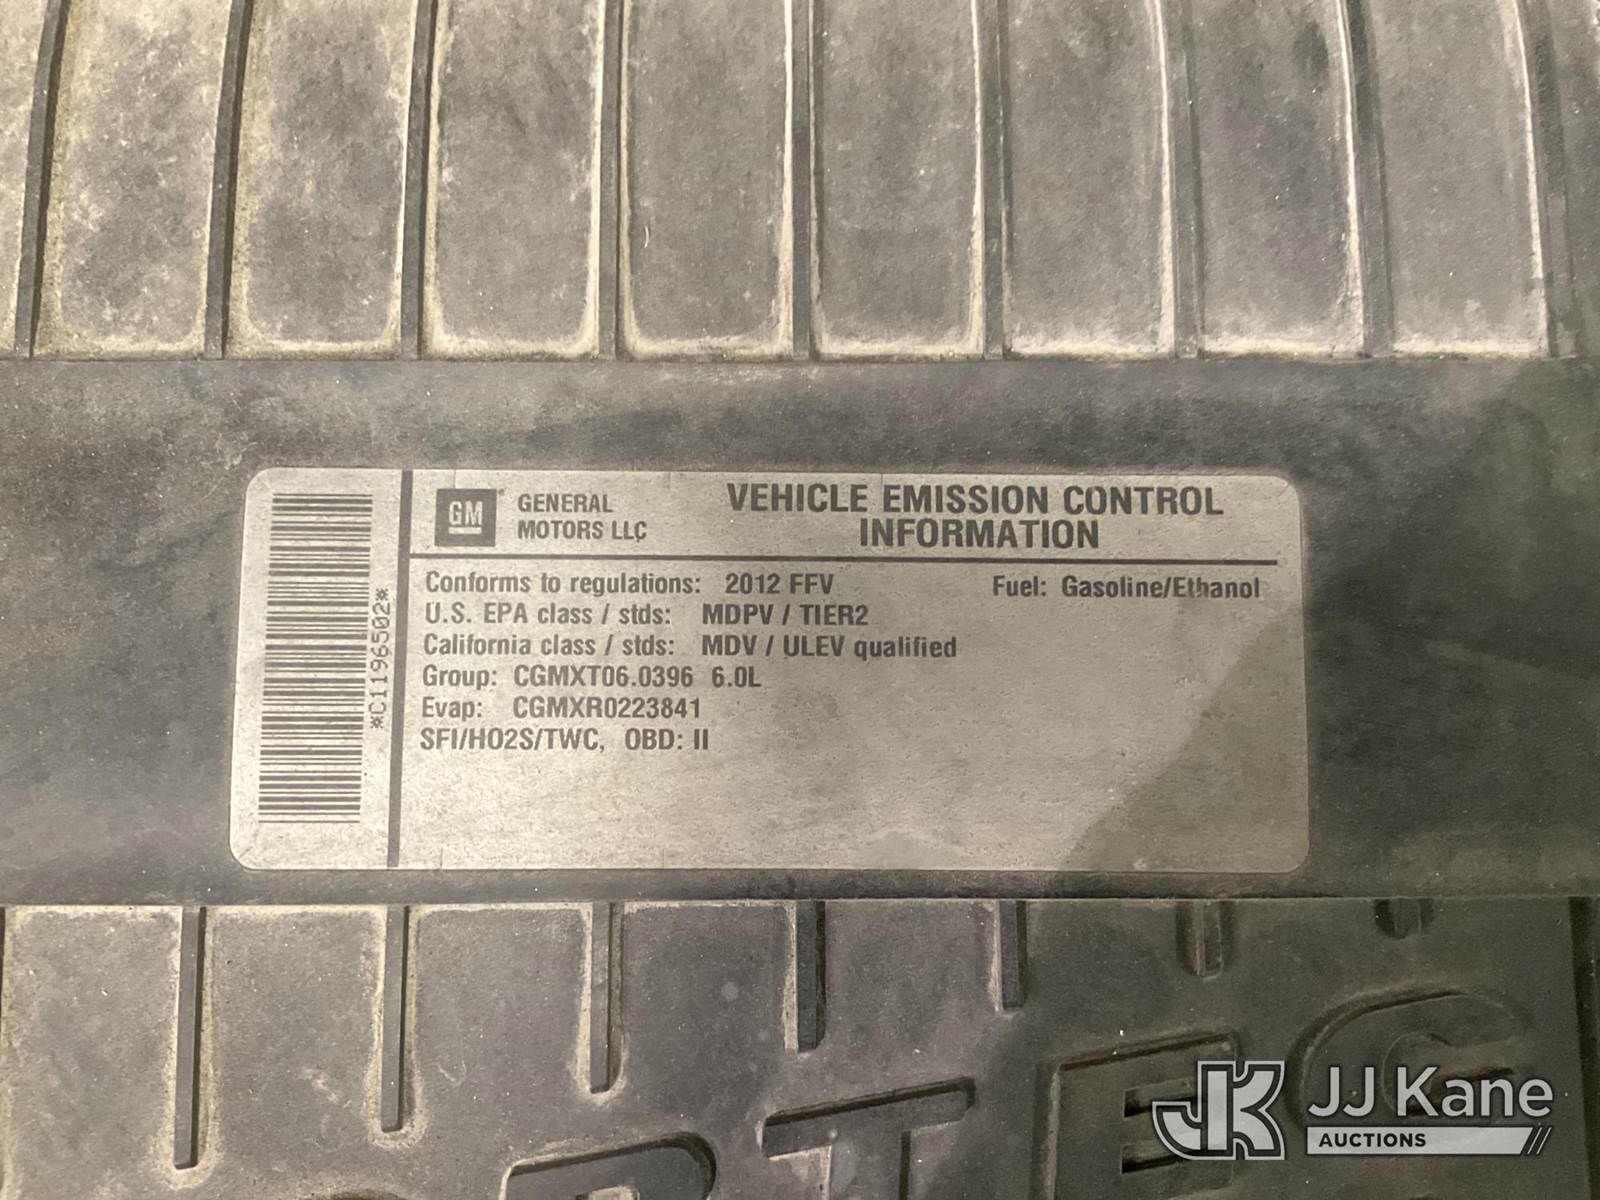 *C1196502*
GM GENERAL
MOTORS LLC
VEHICLE EMISSION CONTROL
INFORMATION
Conforms to regulations: 2012 FFV Fuel: Gasoline/Ethanol
U.S. EPA class / stds: MDPV / TIER2
California class / stds: MDV / ULEV qualified
Group: CGMXT06.0396 6.0L
Evap: CGMXR0223841
SFI/HO2S/TWC, OBD: II
JK JJ Kane
AUCTIONS